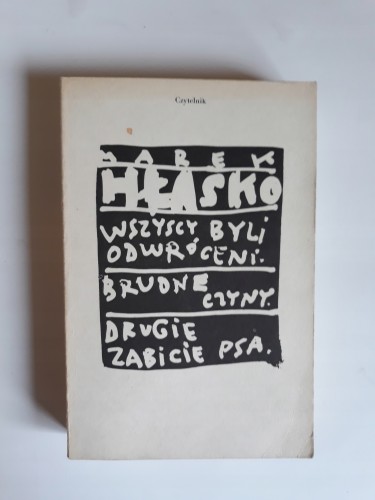 Czytelnik
MAREK
HŁASKO
WSZYSCY BYLI
ODWRÓCENI.
BRUDNE
CZYNY.
DRUGIE
ZABICIE PSA.